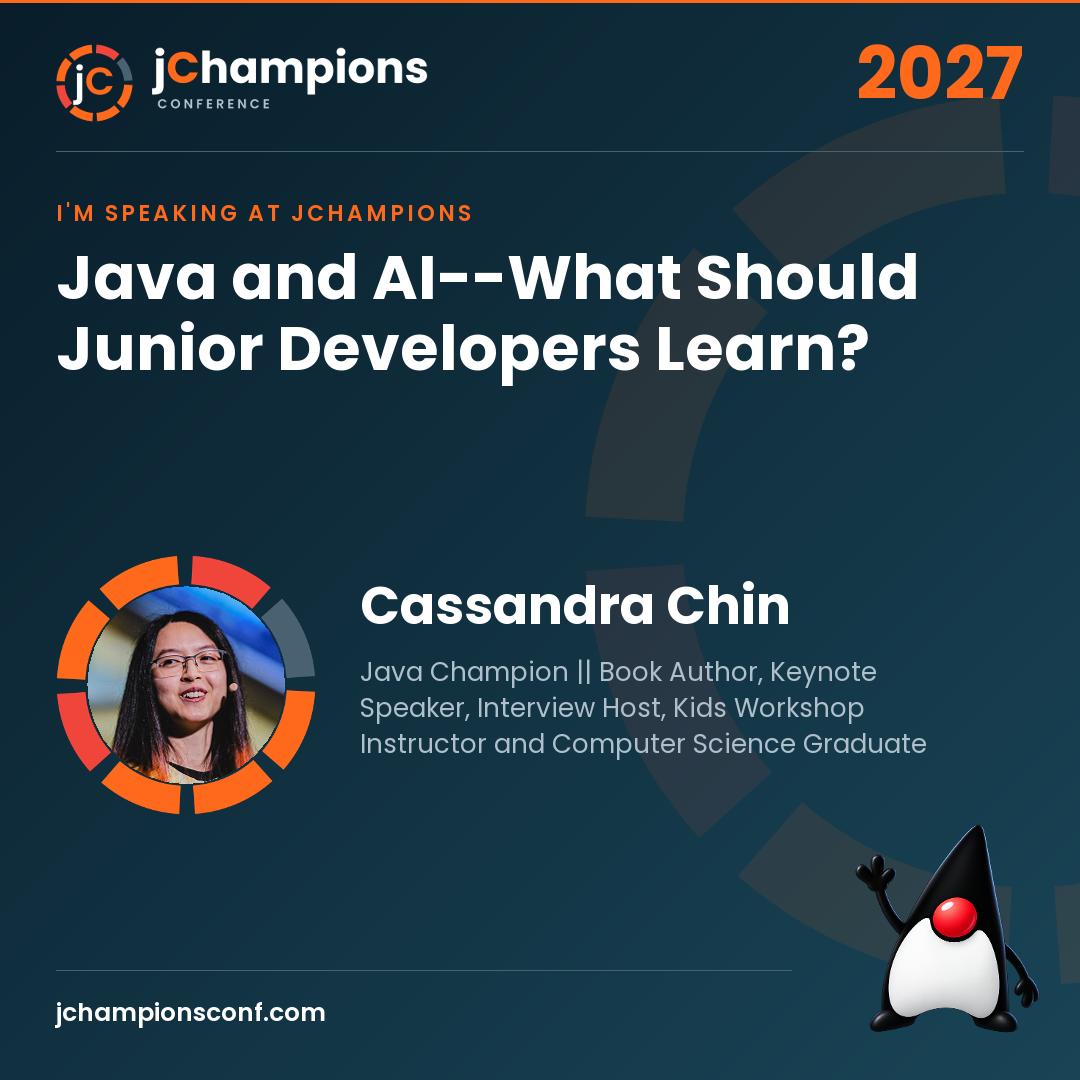 jC
jChampions
CONFERENCE
2027
I'M SPEAKING AT JCHAMPIONS
Java and AI--What Should
Junior Developers Learn?
Cassandra Chin
Java Champion || Book Author, Keynote
Speaker, Interview Host, Kids Workshop
Instructor and Computer Science Graduate
jchampionsconf.com